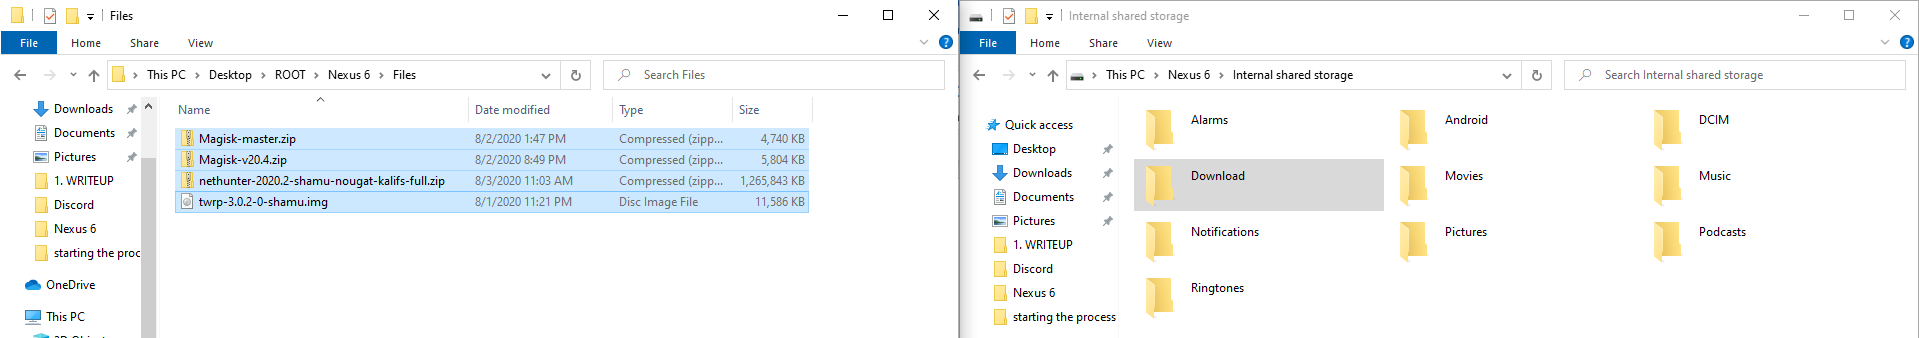 Files
File Home Share View
This PC > Desktop > ROOT > Nexus 6 > Files
Search Files
Downloads
Documents
Pictures
1. WRITEUP
Discord
Nexus 6
starting the proc
OneDrive
This PC
Name Date modified Type Size
Magisk-master.zip 8/2/2020 1:47 PM Compressed (zipp... 4,740 KB
Magisk-v20.4.zip 8/2/2020 8:49 PM Compressed (zipp... 5,804 KB
nethunter-2020.2-shamu-nougat-kalifs-full.zip 8/3/2020 11:03 AM Compressed (zipp... 1,265,843 KB
twrp-3.0.2-0-shamu.img 8/1/2020 11:21 PM Disc Image File 11,586 KB
Internal shared storage
File Home Share View
This PC > Nexus 6 > Internal shared storage
Search Internal shared storage
Quick access
Desktop
Downloads
Documents
Pictures
1. WRITEUP
Discord
Nexus 6
starting the process
Alarms Android DCIM
Download Movies Music
Notifications Pictures Podcasts
Ringtones